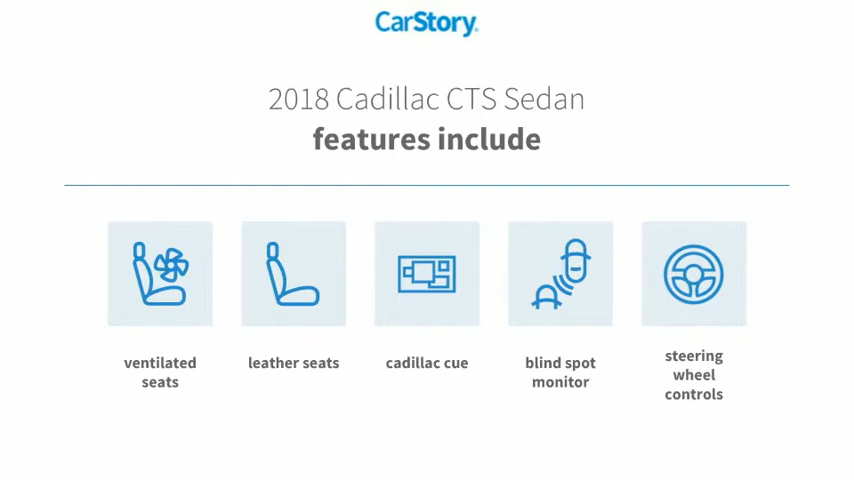 CarStory
2018 Cadillac CTS Sedan
features include
ventilated
seats
leather seats
cadillac cue
blind spot
monitor
steering
wheel
controls